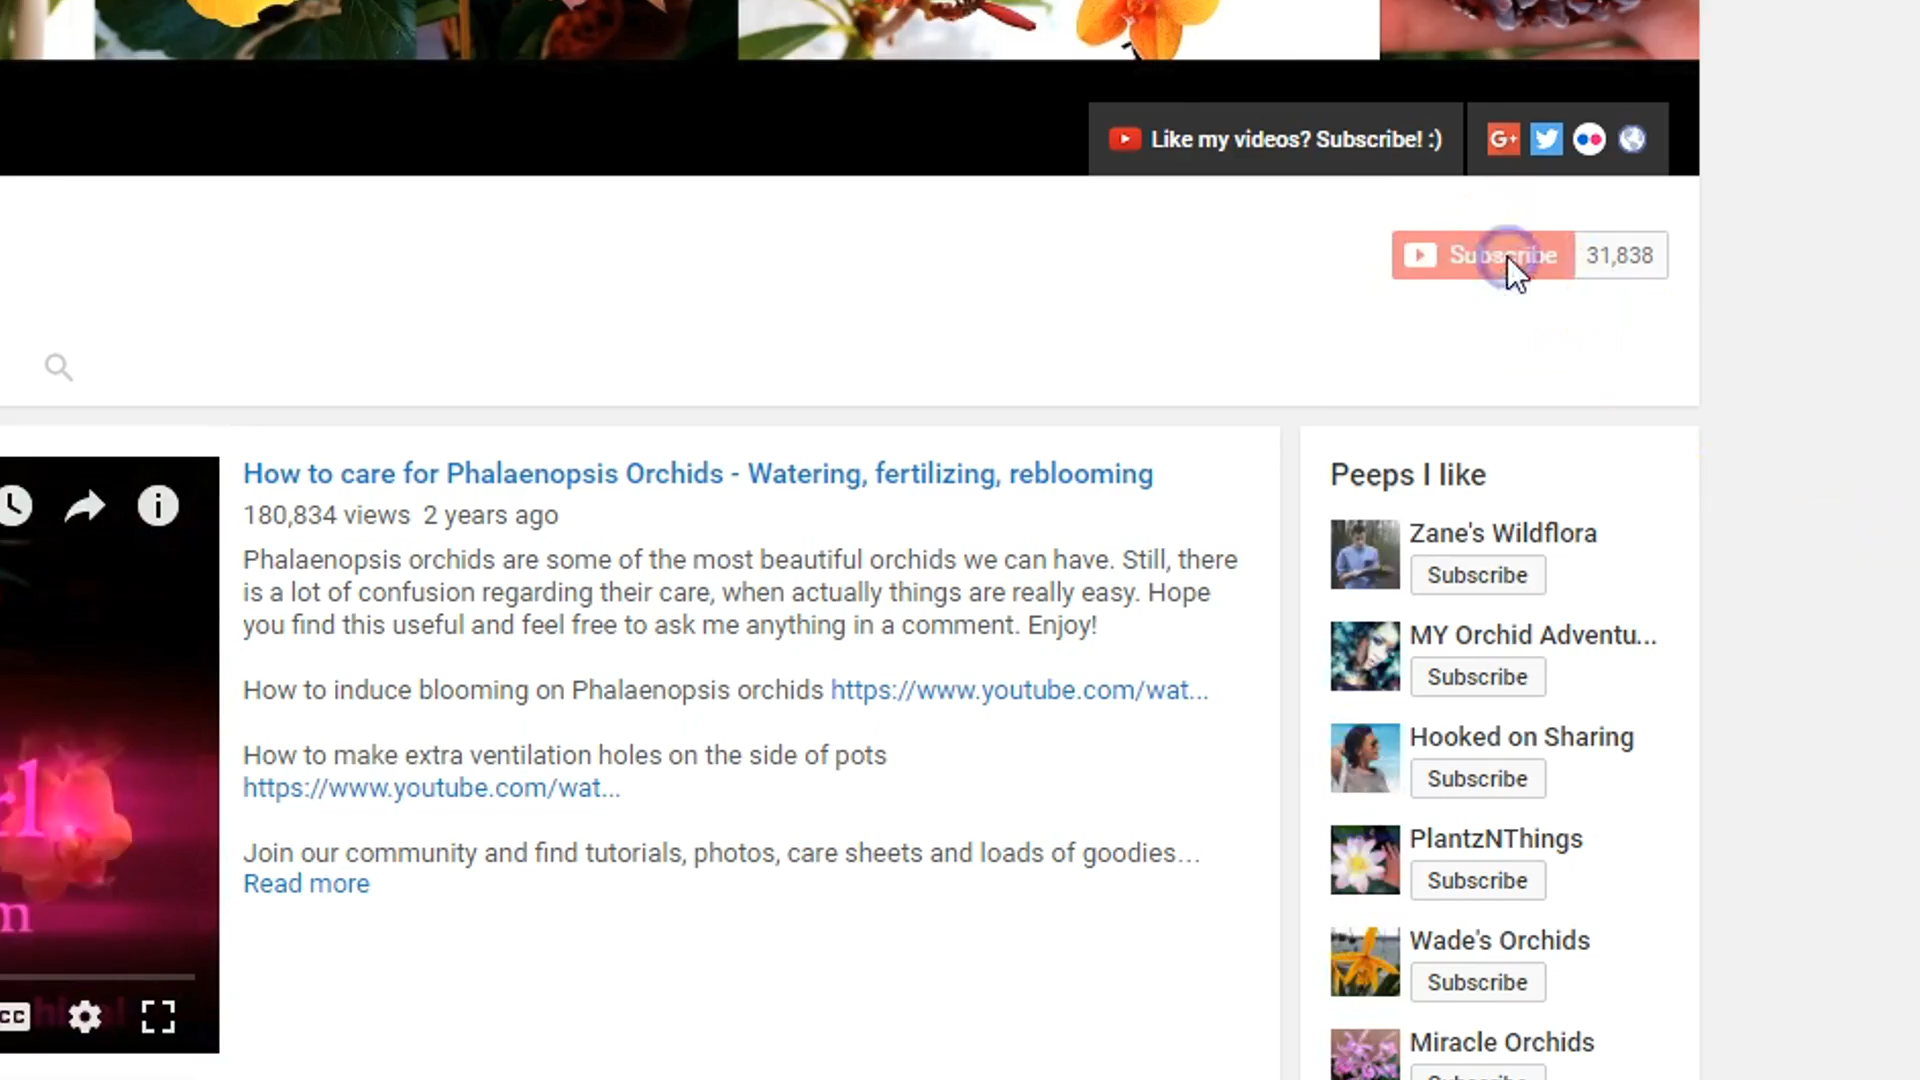 Like my videos? Subscribe! :)
G+
Subscribe 31,838
How to care for Phalaenopsis Orchids - Watering, fertilizing, reblooming
180,834 views 2 years ago
Phalaenopsis orchids are some of the most beautiful orchids we can have. Still, there
is a lot of confusion regarding their care, when actually things are really easy. Hope
you find this useful and feel free to ask me anything in a comment. Enjoy!
How to induce blooming on Phalaenopsis orchids https://www.youtube.com/wat...
How to make extra ventilation holes on the side of pots
https://www.youtube.com/wat...
Join our community and find tutorials, photos, care sheets and loads of goodies...
Read more
CC
Peeps I like
Zane's Wildflora
Subscribe
MY Orchid Adventu...
Subscribe
Hooked on Sharing
Subscribe
PlantzNThings
Subscribe
Wade's Orchids
Subscribe
Miracle Orchids
Subscribe